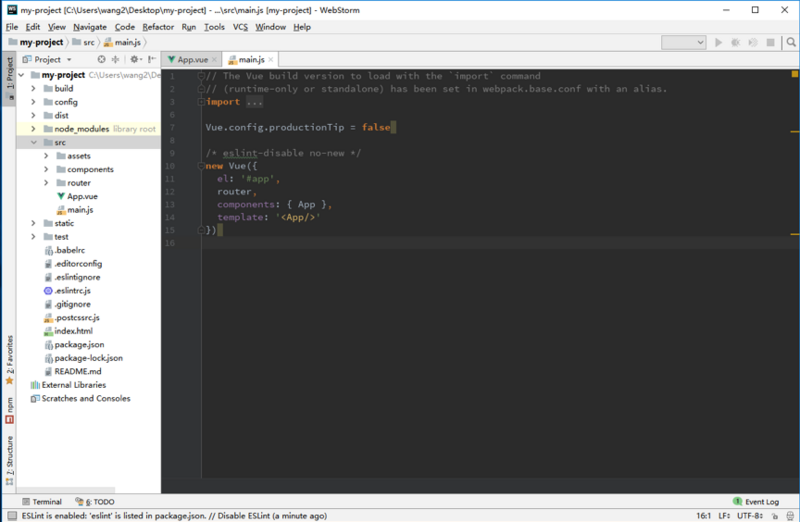 WS my-project [C:\Users\wang2\Desktop\my-project] - ...\src\main.js [my-project] - WebStorm
File Edit View Navigate Code Refactor Run Tools VCS Window Help
my-project src main.js
Project
App.vue main.js
my-project C:\Users\wang2\De
build
config
dist
node_modules library root
src
assets
components
router
App.vue
main.js
static
test
.babelrc
.editorconfig
.eslintignore
.eslintrc.js
.gitignore
.postcssrc.js
index.html
package.json
package-lock.json
README.md
External Libraries
Scratches and Consoles
1: Project
2: Favorites
npm
7: Structure
1 // The Vue build version to load with the `import` command
2 // (runtime-only or standalone) has been set in webpack.base.conf with an alias.
3 import ...
6
7 Vue.config.productionTip = false
8
9 /* eslint-disable no-new */
10 new Vue({
11 el: '#app',
12 router,
13 components: { App },
14 template: '<App/>'
15 })
16
Terminal 6: TODO Event Log
ESLint is enabled: 'eslint' is listed in package.json. // Disable ESLint (a minute ago) 16:1 LF UTF-8